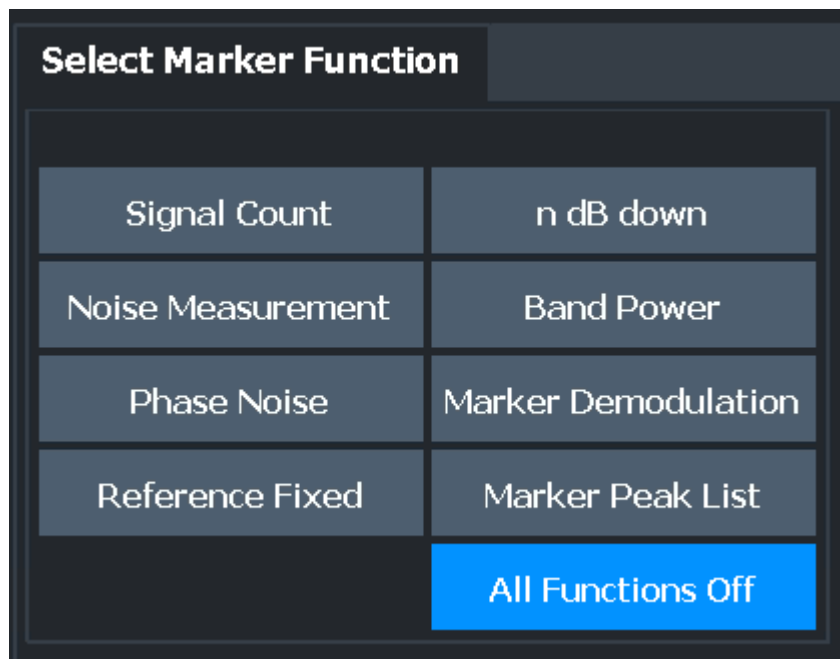 Select Marker Function
Signal Count
n dB down
Noise Measurement
Band Power
Phase Noise
Marker Demodulation
Reference Fixed
Marker Peak List
All Functions Off